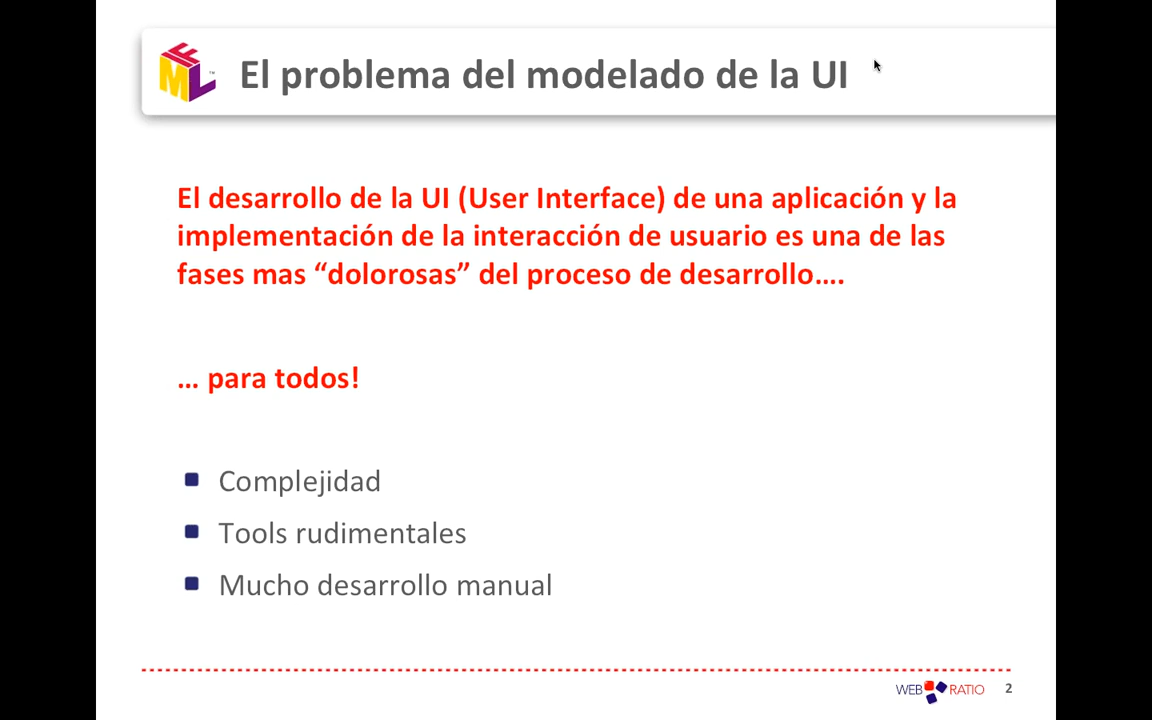 IFML™
El problema del modelado de la UI
El desarrollo de la UI (User Interface) de una aplicación y la
implementación de la interacción de usuario es una de las
fases mas “dolorosas” del proceso de desarrollo….
… para todos!
Complejidad
Tools rudimentales
Mucho desarrollo manual
WEB RATIO
2